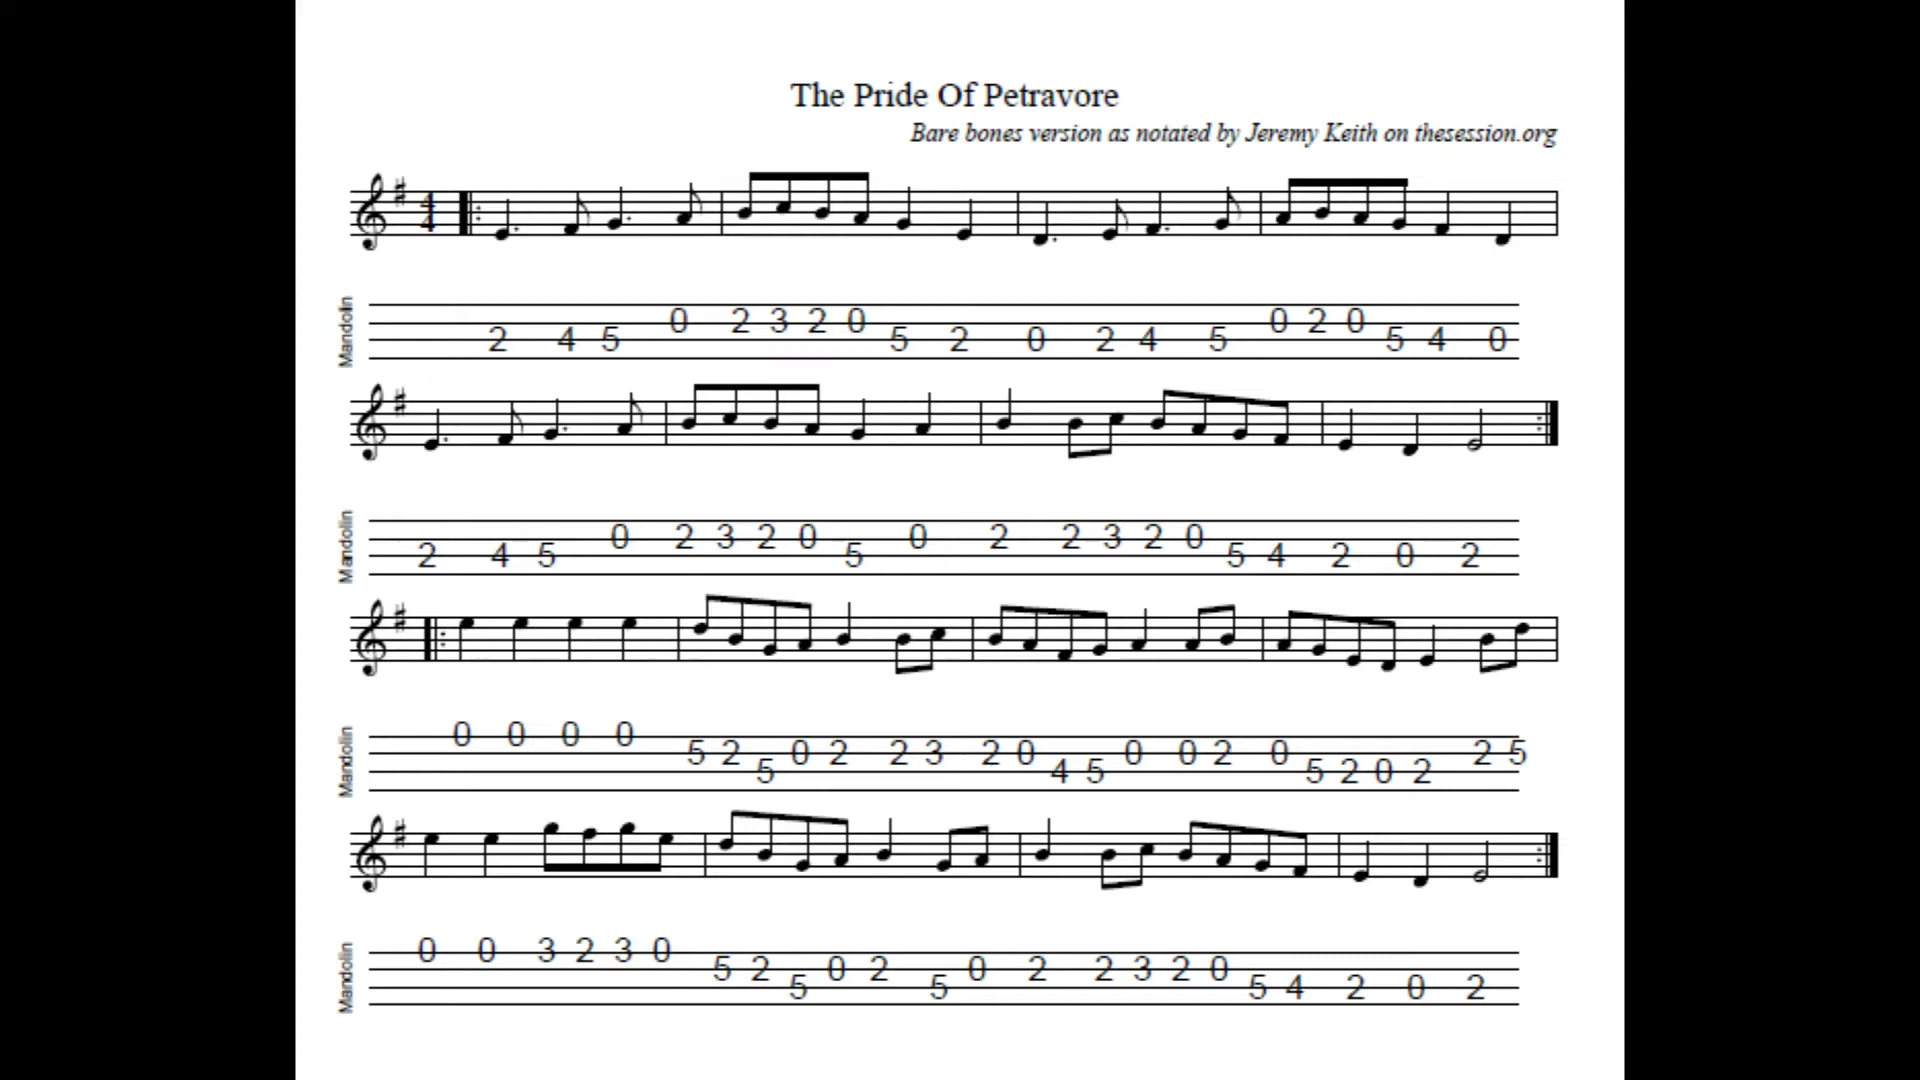 The Pride Of Petravore
Bare bones version as notated by Jeremy Keith on thesession.org
4
4
Mandolin
2 4 5 0 2 3 2 0 5 2 0 2 4 5 0 2 0 5 4 0
Mandolin
2 4 5 0 2 3 2 0 5 0 2 2 3 2 0 5 4 2 0 2
Mandolin
0 0 0 0 5 2 5 0 2 2 3 2 0 4 5 0 0 2 0 5 2 0 2 2 5
Mandolin
0 0 3 2 3 0 5 2 5 0 2 5 0 2 2 3 2 0 5 4 2 0 2